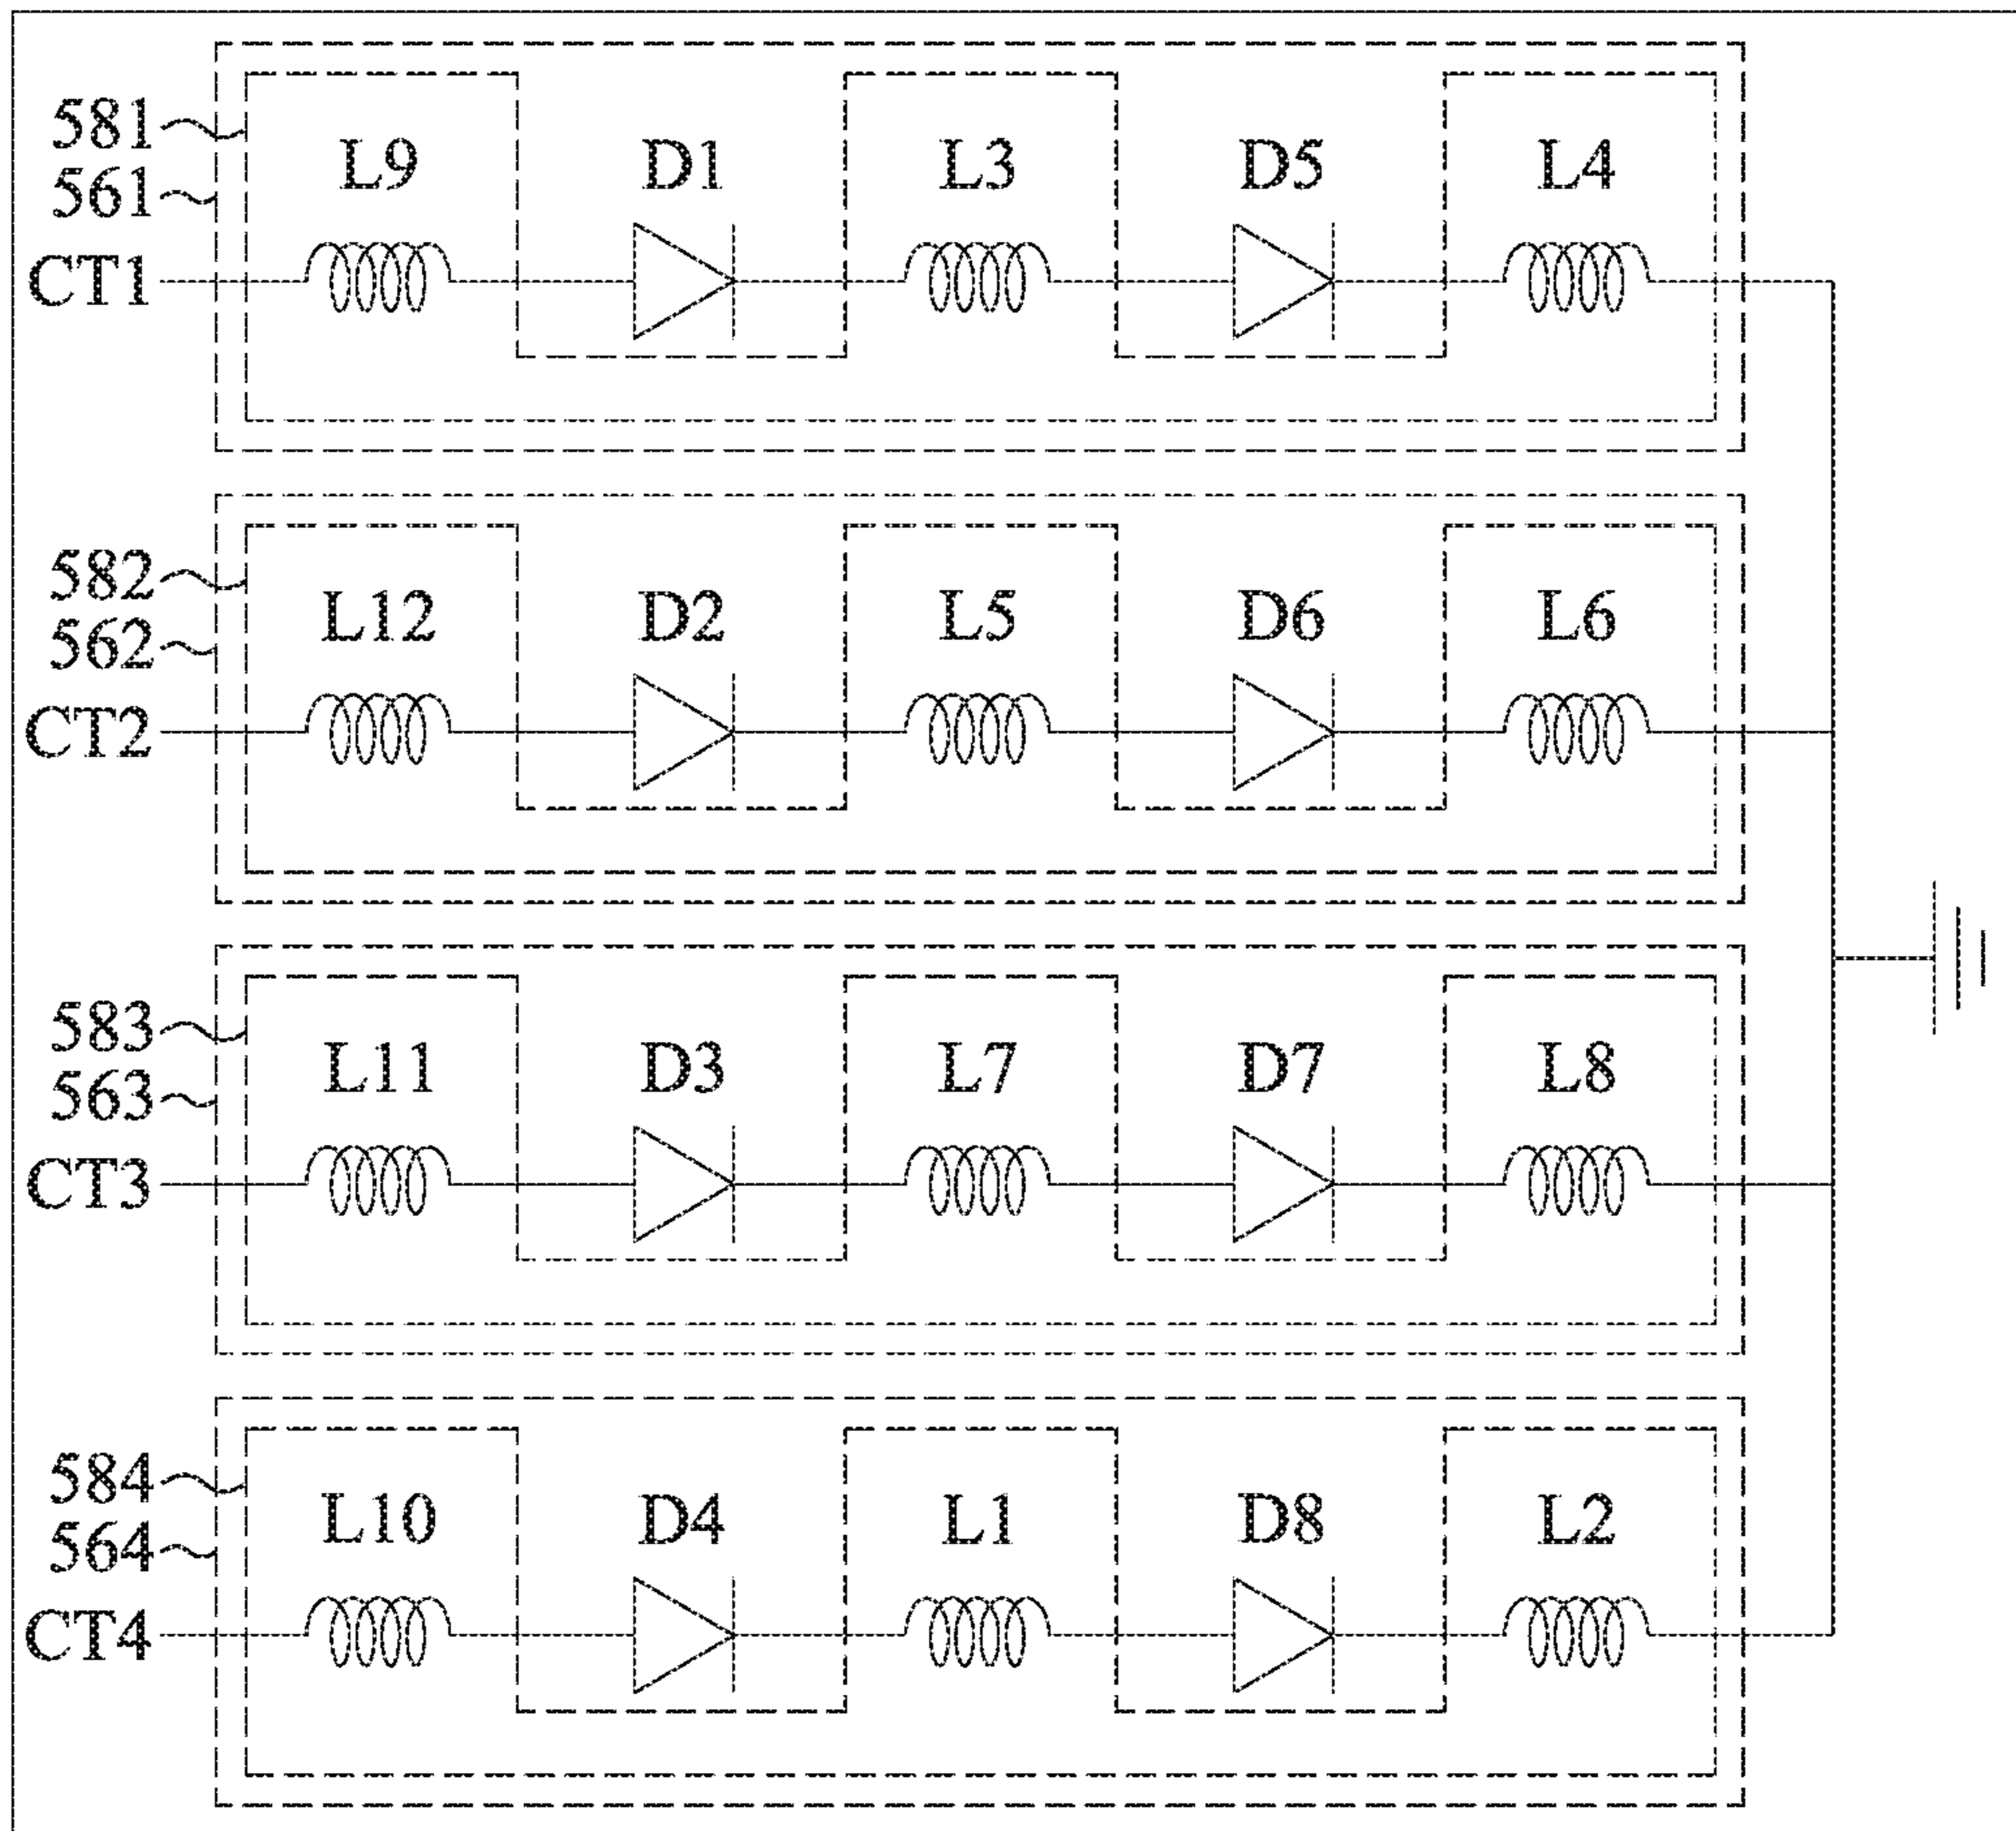 581
561
CT1
L9 D1 L3 D5 L4
582
562
CT2
L12 D2 L5 D6 L6
583
563
CT3
L11 D3 L7 D7 L8
584
564
CT4
L10 D4 L1 D8 L2